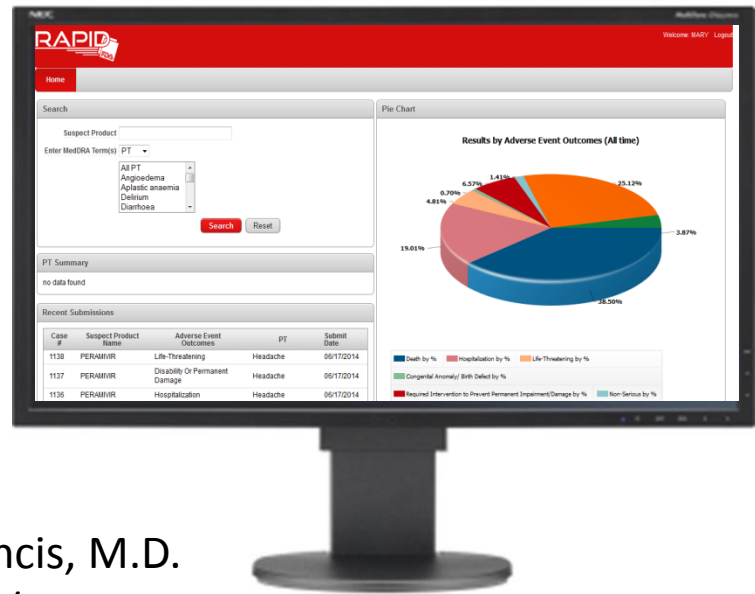 NEC
MultiSync
RAPID
FDA
Welcome: MARY Logout
Home
Search
Suspect Product
Enter MedDRA Term(s) PT
All PT
Angioedema
Aplastic anaemia
Delirium
Diarrhoea
Search Reset
PT Summary
no data found
Recent Submissions
Case # Suspect Product Name Adverse Event Outcomes PT Submit Date
1138 PERAMIVIR Life-Threatening Headache 06/17/2014
1137 PERAMIVIR Disability Or Permanent Damage Headache 06/17/2014
1136 PERAMIVIR Hospitalization Headache 06/17/2014
Pie Chart
Results by Adverse Event Outcomes (All time)
1.41%
6.57%
25.12%
0.70%
4.81%
3.87%
19.01%
38.50%
Death by % Hospitalization by % Life-Threatening by %
Congenital Anomaly/ Birth Defect by %
Required Intervention to Prevent Permanent Impairment/Damage by % Non-Serious by %
ncis, M.D.